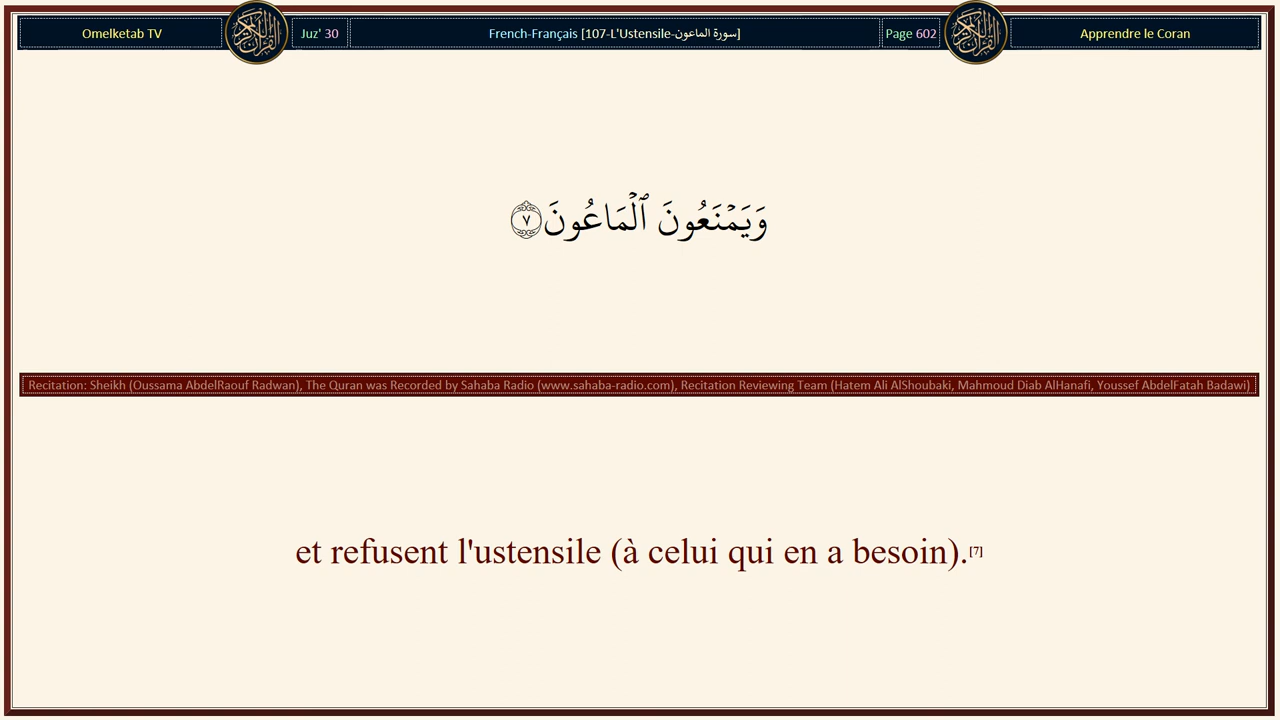 Omelketab TV
Juz' 30
French-Français [107-L'Ustensile-سورة الماعون]
Page 602
Apprendre le Coran
وَيَمۡنَعُونَ ٱلۡمَاعُونَ ٧
Recitation: Sheikh (Oussama AbdelRaouf Radwan), The Quran was Recorded by Sahaba Radio (www.sahaba-radio.com), Recitation Reviewing Team (Hatem Ali AlShoubaki, Mahmoud Diab AlHanafi, Youssef AbdelFatah Badawi)
et refusent l'ustensile (à celui qui en a besoin).[7]